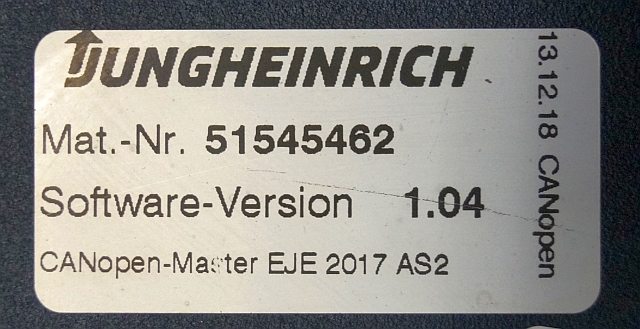 JUNGHEINRICH
Mat.-Nr. 51545462
Software-Version 1.04
CANopen-Master EJE 2017 AS2
13.12.18 CANopen